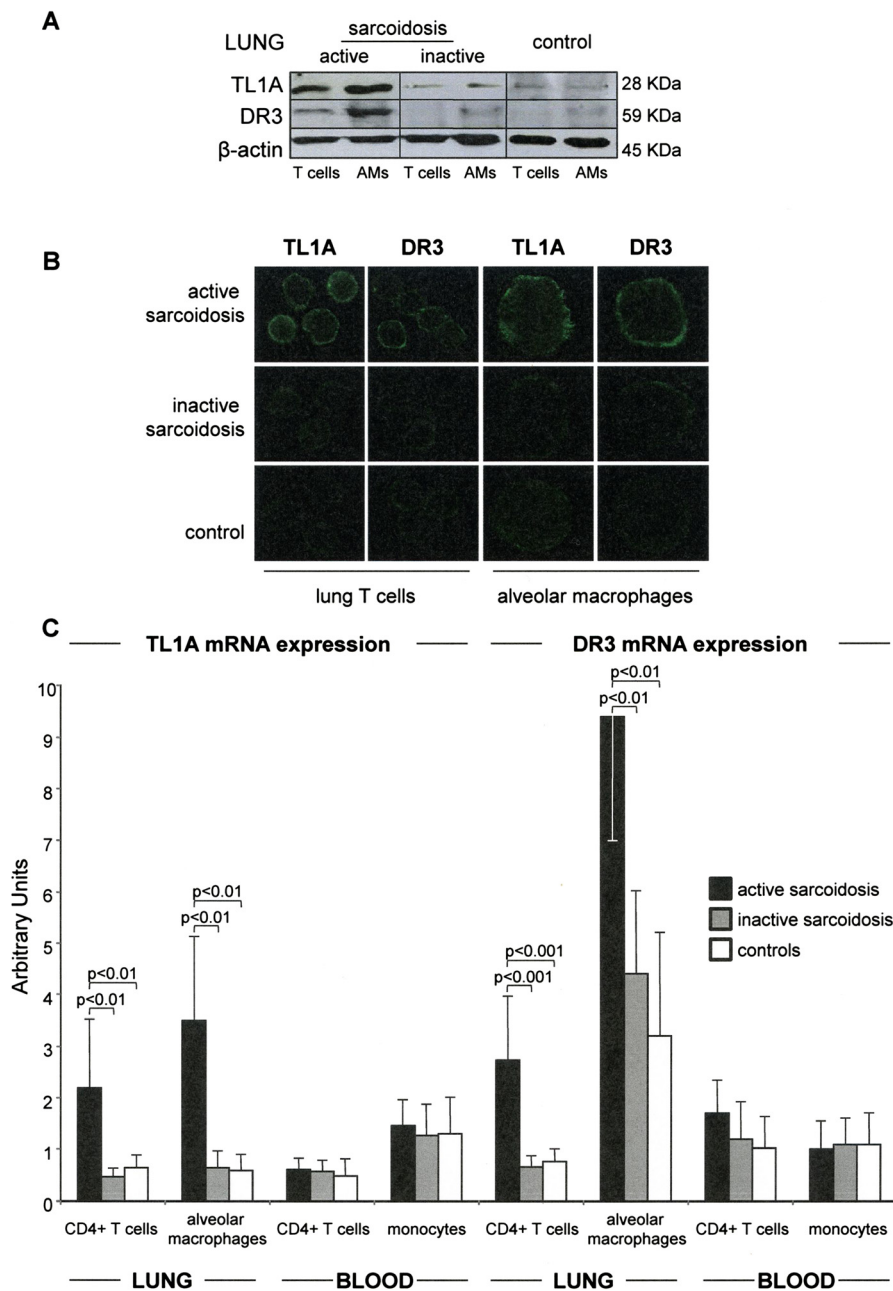 A
LUNG
sarcoidosis
active
inactive
control
TL1A
28 KDa
DR3
59 KDa
β-actin
45 KDa
T cells AMs T cells AMs T cells AMs
B
TL1A DR3 TL1A DR3
active
sarcoidosis
inactive
sarcoidosis
control
lung T cells
alveolar macrophages
C
TL1A mRNA expression
DR3 mRNA expression
Arbitrary Units
10
9
8
7
6
5
4
3
2
1
0
p<0.01
p<0.01
p<0.01
p<0.01
p<0.001
p<0.001
p<0.01
p<0.01
active sarcoidosis
inactive sarcoidosis
controls
CD4+ T cells
alveolar
macrophages
CD4+ T cells
monocytes
CD4+ T cells
alveolar
macrophages
CD4+ T cells
monocytes
LUNG
BLOOD
LUNG
BLOOD